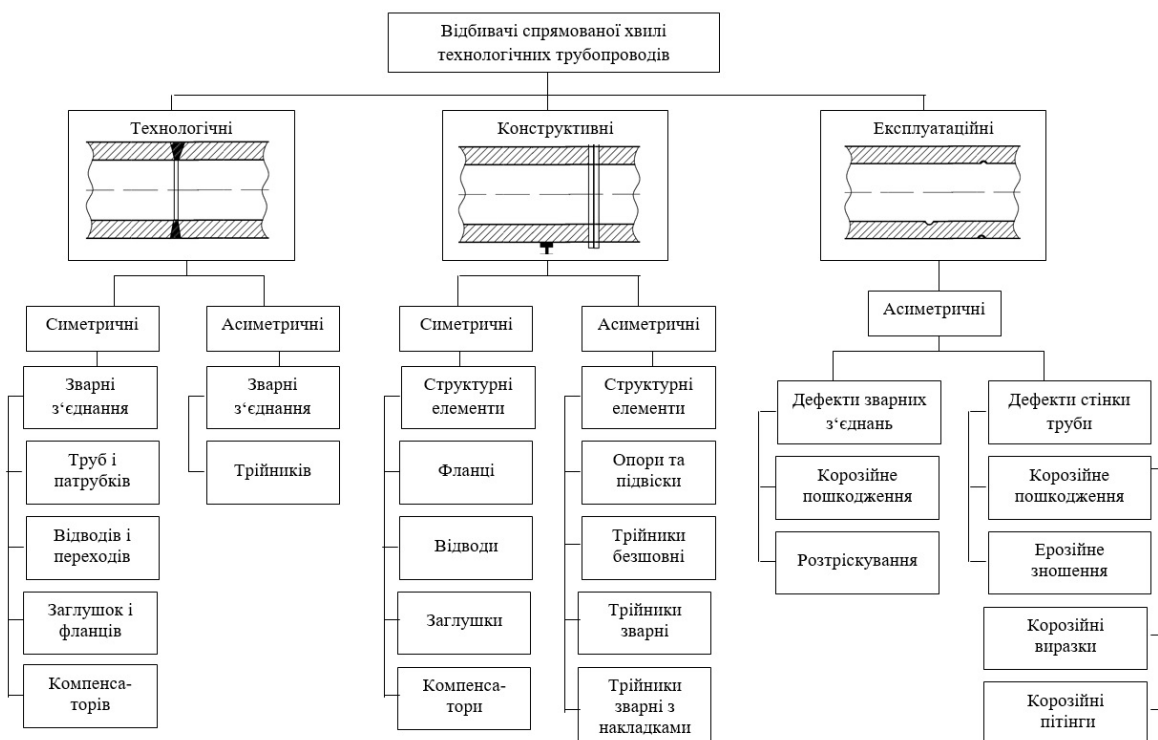 Відбивачі спрямованої хвилі
технологічних трубопроводів
Технологічні
Симетричні
Зварні
з‘єднання
Труб і
патрубків
Відводів і
переходів
Заглушок і
фланців
Компенса-
торів
Асиметричні
Зварні
з‘єднання
Трійників
Конструктивні
Симетричні
Структурні
елементи
Фланці
Відводи
Заглушки
Компенса-
тори
Асиметричні
Структурні
елементи
Опори та
підвіски
Трійники
безшовні
Трійники
зварні
Трійники
зварні з
накладками
Експлуатаційні
Асиметричні
Дефекти зварних
з‘єднань
Корозійне
пошкодження
Розтріскування
Дефекти стінки
труби
Корозійне
пошкодження
Ерозійне
зношення
Корозійні
виразки
Корозійні
пітінги